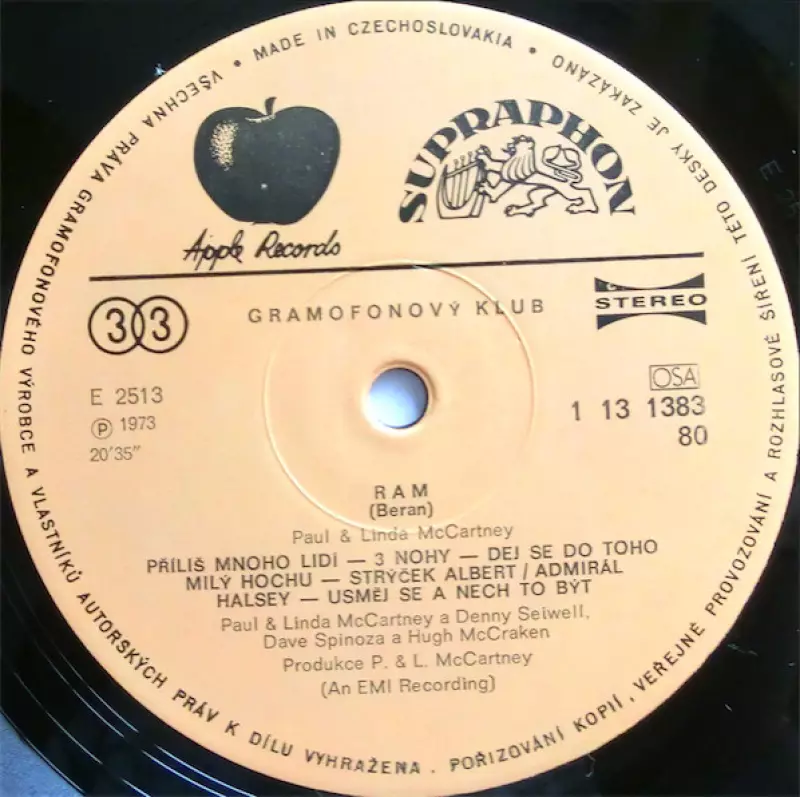 VŠECHNA PRÁVA GRAMOFONOVÉHO VÝROBCE A VLASTNÍKŮ AUTORSKÝCH PRÁV K DÍLU VYHRAŽENA . POŘIZOVÁNÍ KOPIÍ, VEŘEJNÉ PROVOZOVÁNÍ A ROZHLASOVÉ ŠÍŘENÍ TÉTO DESKY JE ZAKÁZÁNO • MADE IN CZECHOSLOVAKIA •
Apple Records
SUPRAPHON
33
GRAMOFONOVÝ KLUB
STEREO
E 2513
Ⓟ 1973
20'35"
OSA
1 13 1383
80
RAM
(Beran)
Paul & Linda McCartney
PŘÍLIŠ MNOHO LIDÍ — 3 NOHY — DEJ SE DO TOHO
MILÝ HOCHU — STRÝČEK ALBERT / ADMIRÁL
HALSEY — USMĚJ SE A NECH TO BÝT
Paul & Linda McCartney a Denny Seiwell,
Dave Spinoza a Hugh McCraken
Produkce P. & L. McCartney
(An EMI Recording)